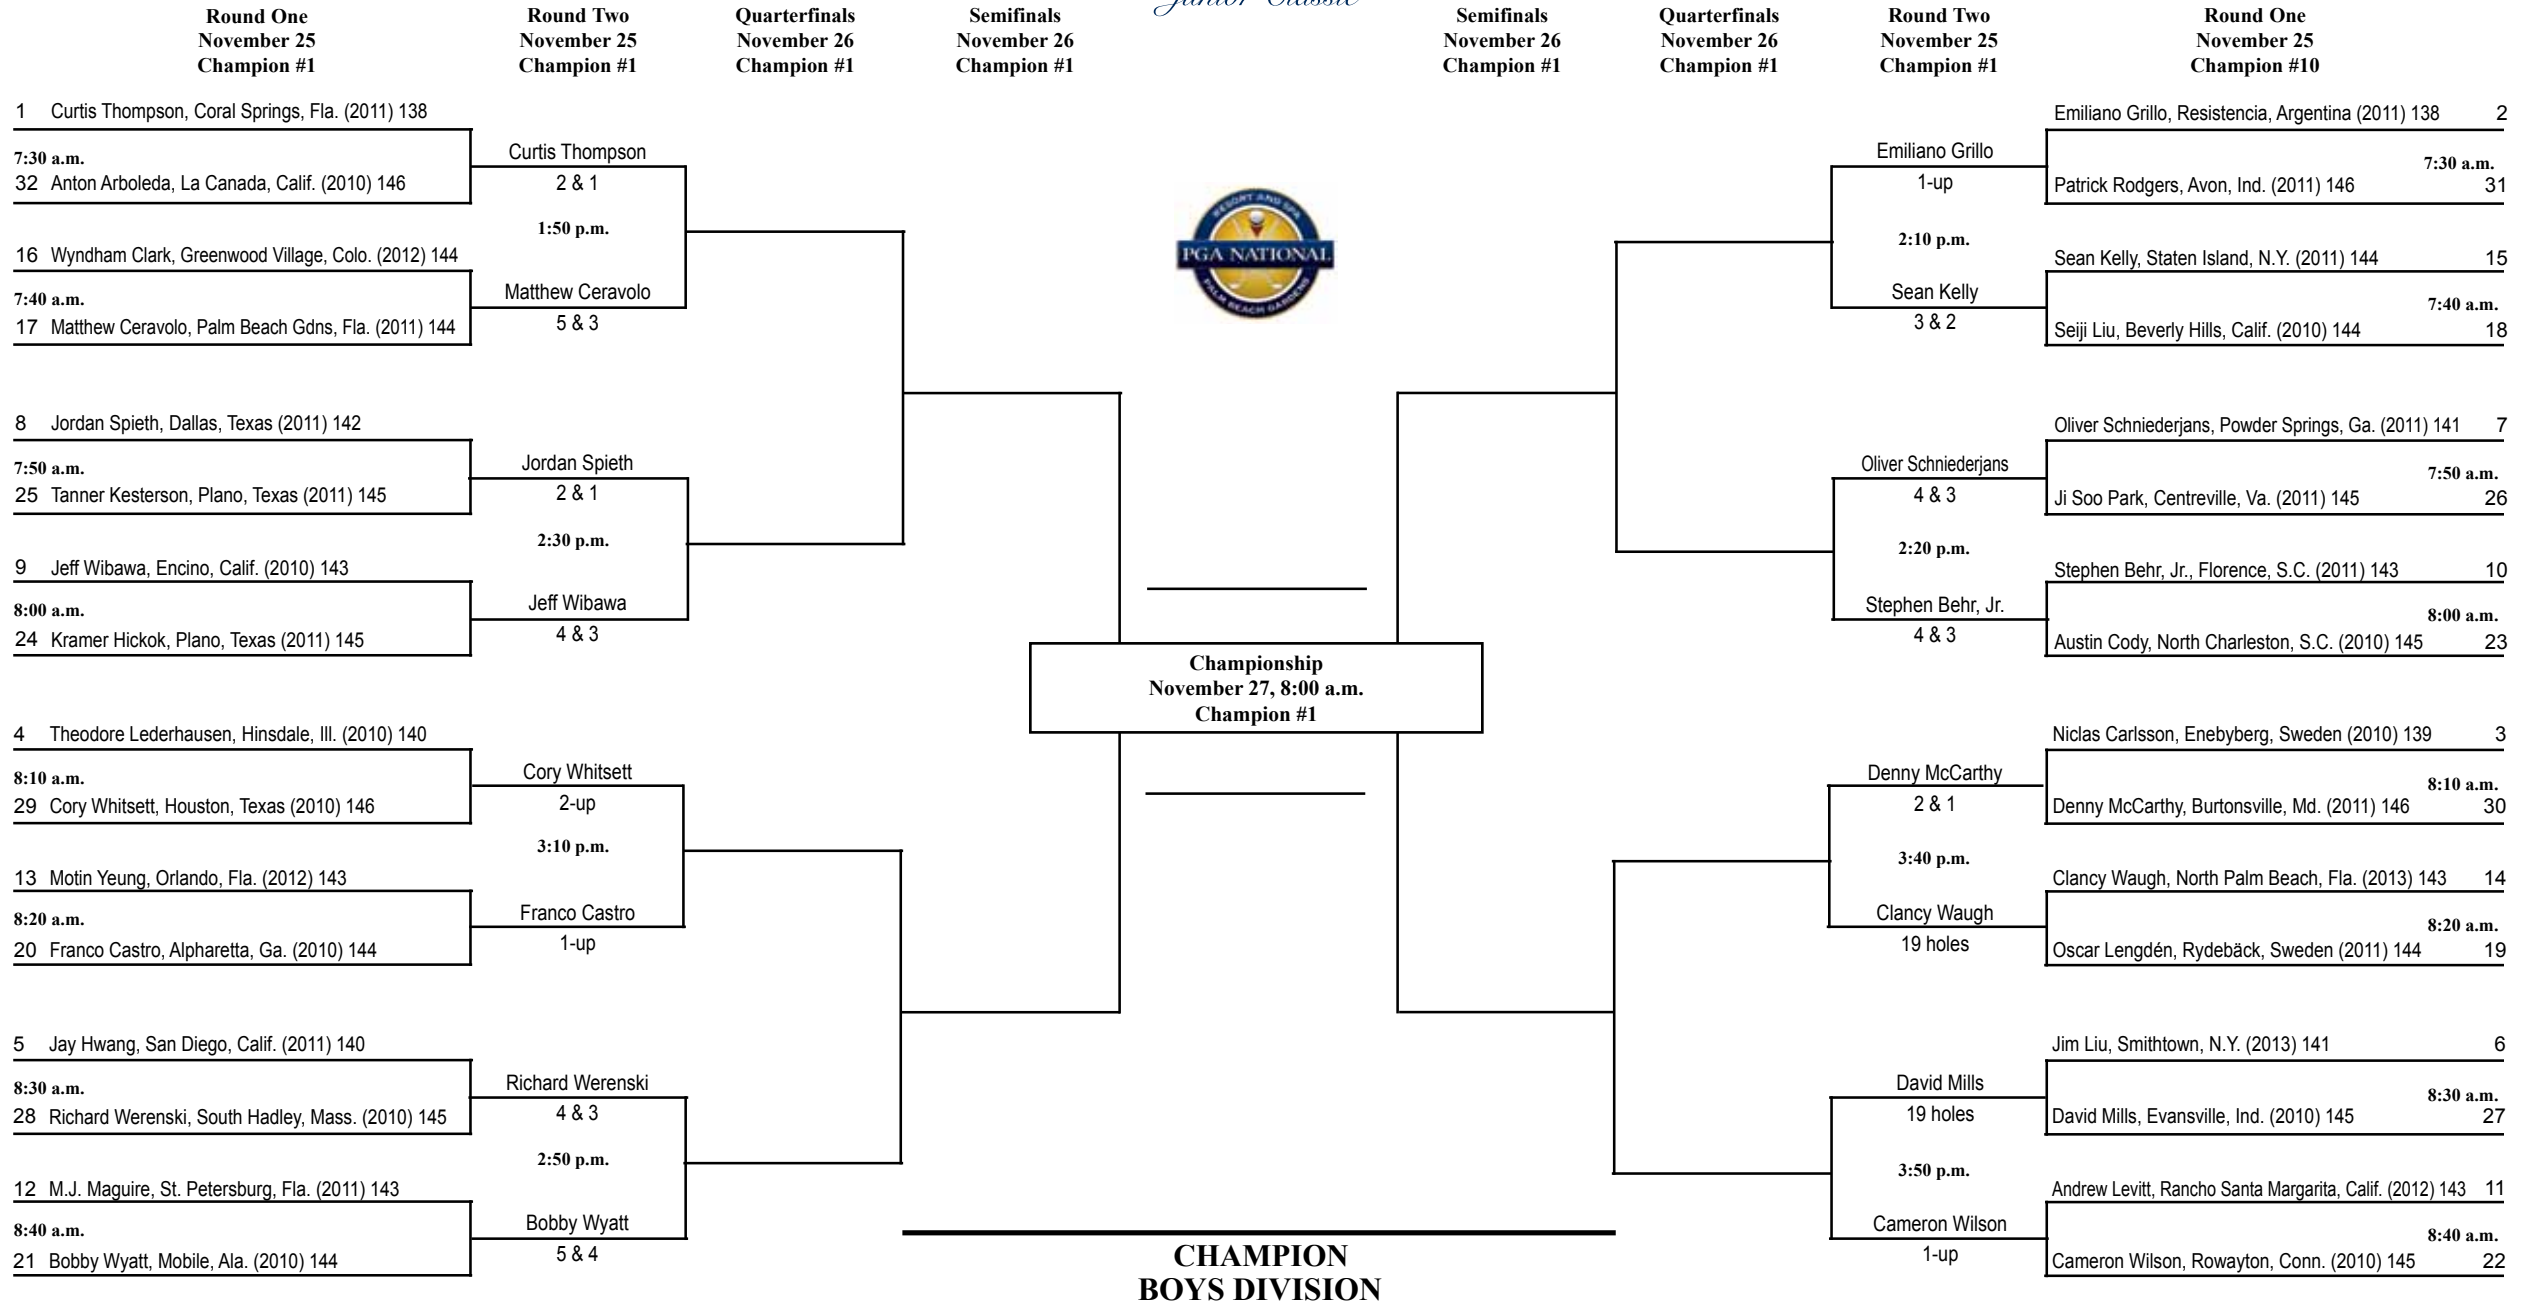 Junior Classic
Round One
November 25
Champion #1
Round Two
November 25
Champion #1
Quarterfinals
November 26
Champion #1
Semifinals
November 26
Champion #1
Semifinals
November 26
Champion #1
Quarterfinals
November 26
Champion #1
Round Two
November 25
Champion #1
Round One
November 25
Champion #10
1 Curtis Thompson, Coral Springs, Fla. (2011) 138
7:30 a.m.
32 Anton Arboleda, La Canada, Calif. (2010) 146
16 Wyndham Clark, Greenwood Village, Colo. (2012) 144
7:40 a.m.
17 Matthew Ceravolo, Palm Beach Gdns, Fla. (2011) 144
8 Jordan Spieth, Dallas, Texas (2011) 142
7:50 a.m.
25 Tanner Kesterson, Plano, Texas (2011) 145
9 Jeff Wibawa, Encino, Calif. (2010) 143
8:00 a.m.
24 Kramer Hickok, Plano, Texas (2011) 145
4 Theodore Lederhausen, Hinsdale, Ill. (2010) 140
8:10 a.m.
29 Cory Whitsett, Houston, Texas (2010) 146
13 Motin Yeung, Orlando, Fla. (2012) 143
8:20 a.m.
20 Franco Castro, Alpharetta, Ga. (2010) 144
5 Jay Hwang, San Diego, Calif. (2011) 140
8:30 a.m.
28 Richard Werenski, South Hadley, Mass. (2010) 145
12 M.J. Maguire, St. Petersburg, Fla. (2011) 143
8:40 a.m.
21 Bobby Wyatt, Mobile, Ala. (2010) 144
Curtis Thompson
2 & 1
1:50 p.m.
Matthew Ceravolo
5 & 3
Jordan Spieth
2 & 1
2:30 p.m.
Jeff Wibawa
4 & 3
Cory Whitsett
2-up
3:10 p.m.
Franco Castro
1-up
Richard Werenski
4 & 3
2:50 p.m.
Bobby Wyatt
5 & 4
RESORT AND SPA
PGA NATIONAL
PALM BEACH GARDENS
Championship
November 27, 8:00 a.m.
Champion #1
CHAMPION
BOYS DIVISION
Emiliano Grillo
1-up
2:10 p.m.
Sean Kelly
3 & 2
Oliver Schniederjans
4 & 3
2:20 p.m.
Stephen Behr, Jr.
4 & 3
Denny McCarthy
2 & 1
3:40 p.m.
Clancy Waugh
19 holes
David Mills
19 holes
3:50 p.m.
Cameron Wilson
1-up
Emiliano Grillo, Resistencia, Argentina (2011) 138 2
7:30 a.m.
Patrick Rodgers, Avon, Ind. (2011) 146 31
Sean Kelly, Staten Island, N.Y. (2011) 144 15
7:40 a.m.
Seiji Liu, Beverly Hills, Calif. (2010) 144 18
Oliver Schniederjans, Powder Springs, Ga. (2011) 141 7
7:50 a.m.
Ji Soo Park, Centreville, Va. (2011) 145 26
Stephen Behr, Jr., Florence, S.C. (2011) 143 10
8:00 a.m.
Austin Cody, North Charleston, S.C. (2010) 145 23
Niclas Carlsson, Enebyberg, Sweden (2010) 139 3
8:10 a.m.
Denny McCarthy, Burtonsville, Md. (2011) 146 30
Clancy Waugh, North Palm Beach, Fla. (2013) 143 14
8:20 a.m.
Oscar Lengdén, Rydebäck, Sweden (2011) 144 19
Jim Liu, Smithtown, N.Y. (2013) 141 6
8:30 a.m.
David Mills, Evansville, Ind. (2010) 145 27
Andrew Levitt, Rancho Santa Margarita, Calif. (2012) 143 11
8:40 a.m.
Cameron Wilson, Rowayton, Conn. (2010) 145 22